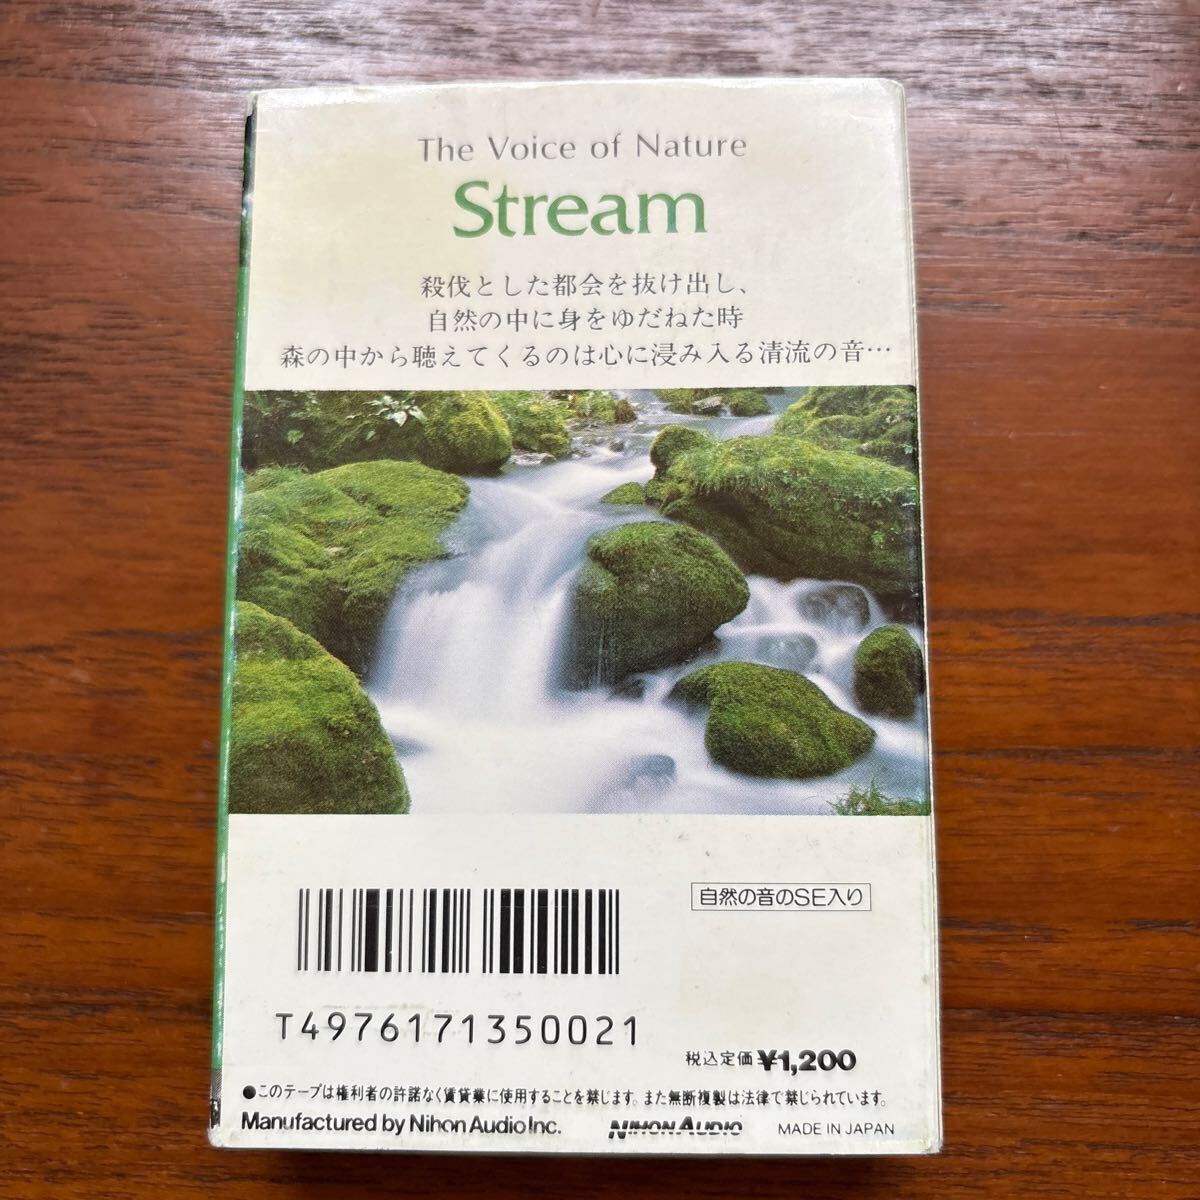 The Voice of Nature
Stream
殺伐とした都会を抜け出し、
自然の中に身をゆだねた時
森の中から聴えてくるのは心に浸み入る清流の音…
自然の音のSE入り
T4976171350021
税込定価¥1,200
●このテープは権利者の許諾なく賃貸業に使用することを禁じます。また無断複製は法律で禁じられています。
Manufactured by Nihon Audio Inc. NIHON AUDIO MADE IN JAPAN